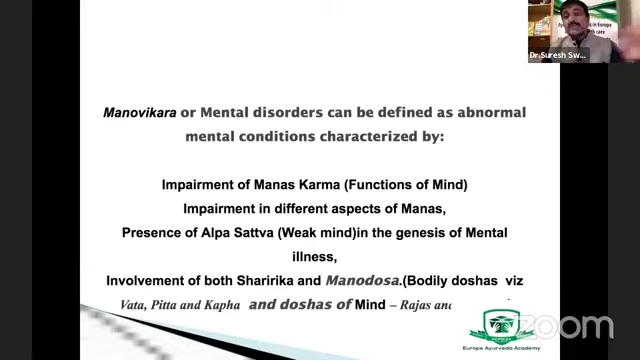 Dr.Suresh Sw...
Manovikara or Mental disorders can be defined as abnormal
mental conditions characterized by:
Impairment of Manas Karma (Functions of Mind)
Impairment in different aspects of Manas,
Presence of Alpa Sattva (Weak mind)in the genesis of Mental
illness,
Involvement of both Sharirika and Manodosa.(Bodily doshas viz
Vata, Pitta and Kapha and doshas of Mind – Rajas and
zoom
Europe Ayurveda Academy